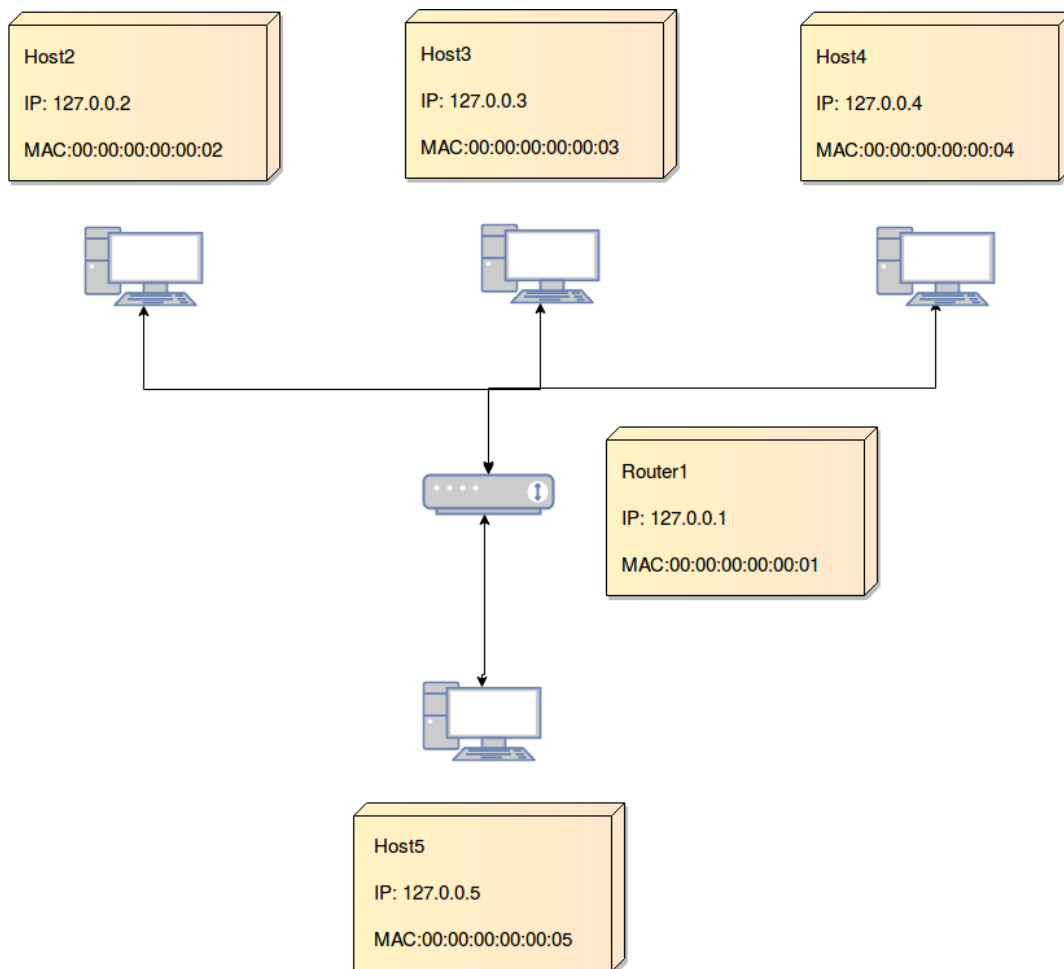 Host2
IP: 127.0.0.2
MAC:00:00:00:00:00:02
Host3
IP: 127.0.0.3
MAC:00:00:00:00:00:03
Host4
IP: 127.0.0.4
MAC:00:00:00:00:00:04
Router1
IP: 127.0.0.1
MAC:00:00:00:00:00:01
Host5
IP: 127.0.0.5
MAC:00:00:00:00:00:05